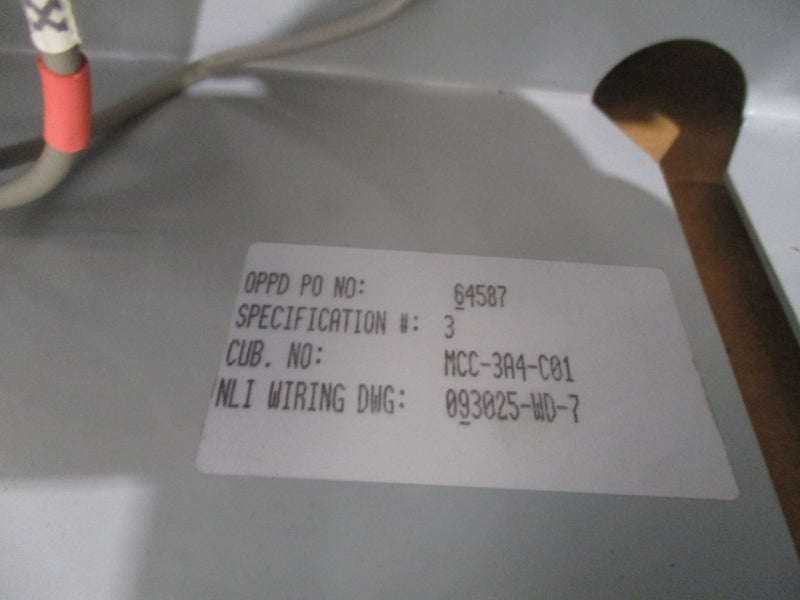 OPPD PO NO: 64587
SPECIFICATION #: 3
CUB. NO: MCC-3A4-C01
NLI WIRING DWG: 093025-WD-7